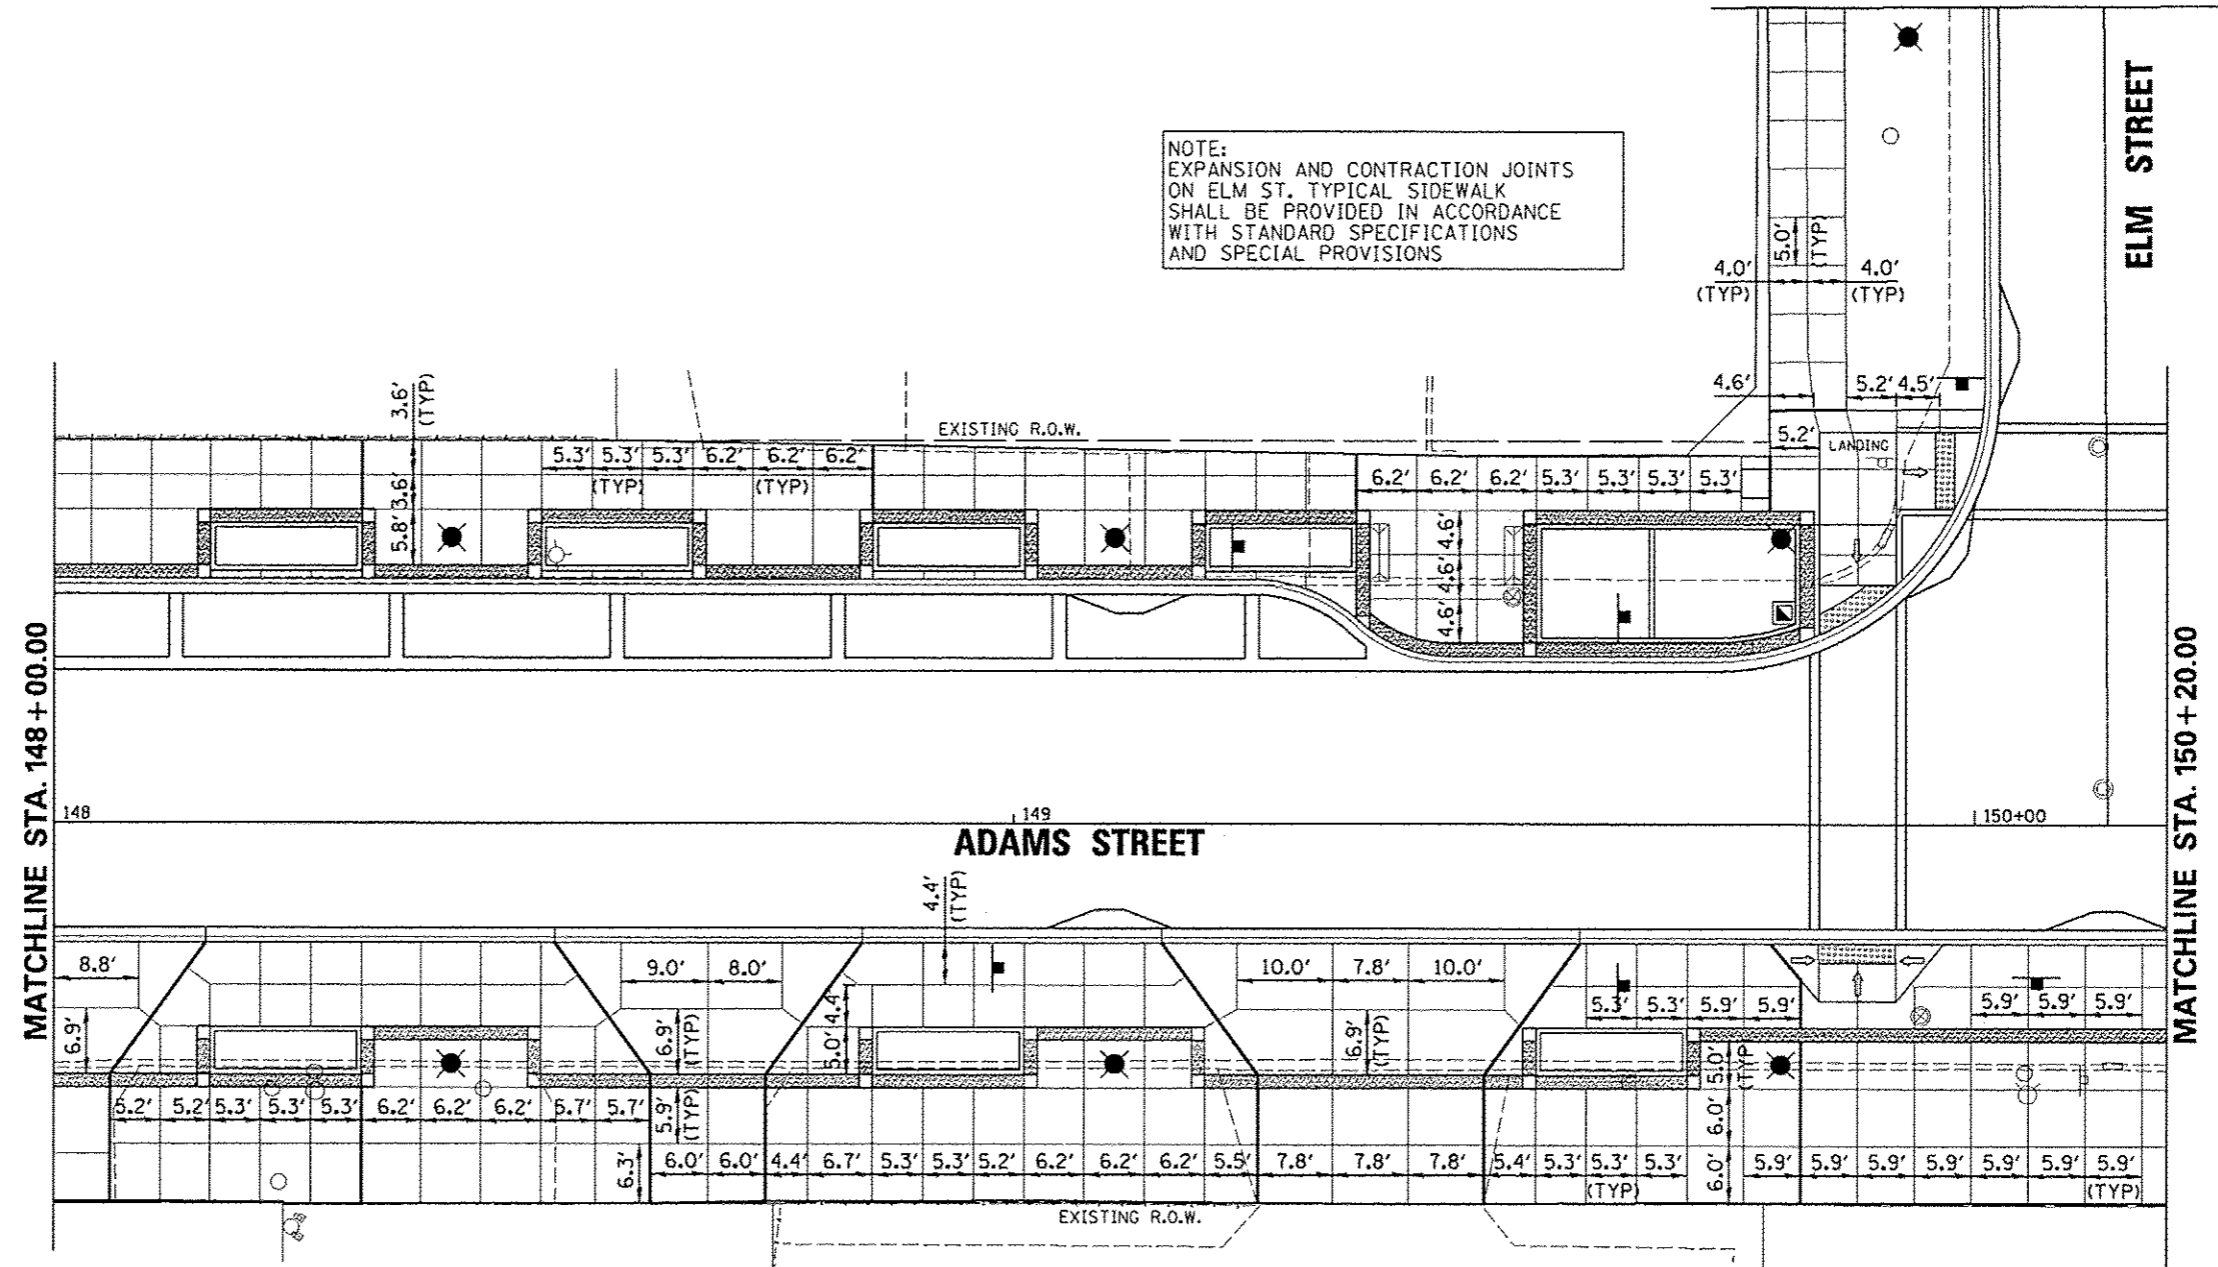 ELM STREET
NOTE:
EXPANSION AND CONTRACTION JOINTS
ON ELM ST. TYPICAL SIDEWALK
SHALL BE PROVIDED IN ACCORDANCE
WITH STANDARD SPECIFICATIONS
AND SPECIAL PROVISIONS
5.0'
(TYP)
4.0'
(TYP)
4.0'
(TYP)
4.6'
5.2' 4.5'
5.2'
LANDING
3.6'
(TYP)
3.6'
5.8'
EXISTING R.O.W.
5.3' 5.3' 5.3' 6.2' 6.2' 6.2'
(TYP) (TYP)
6.2' 6.2' 6.2' 5.3' 5.3' 5.3' 5.3'
4.6'
4.6'
4.6'
MATCHLINE STA. 148+00.00
MATCHLINE STA. 150+20.00
148
149
150+00
ADAMS STREET
4.4'
(TYP)
8.8'
9.0' 8.0'
10.0' 7.8' 10.0'
6.9'
6.9'
(TYP)
4.4'
5.0'
6.9'
(TYP)
5.3' 5.3' 5.9' 5.9'
5.9' 5.9' 5.9'
5.0'
(TYP
6.0'
6.0'
5.2' 5.2' 5.3' 5.3' 5.3' 6.2' 6.2' 6.2' 5.7' 5.7'
5.9'
(TYP)
6.3'
6.0' 6.0' 4.4' 6.7' 5.3' 5.3' 5.2' 6.2' 6.2' 6.2' 5.5' 7.8' 7.8' 7.8' 5.4' 5.3' 5.3' 5.3' 5.9' 5.9' 5.9' 5.9' 5.9' 5.9' 5.9'
(TYP) (TYP)
EXISTING R.O.W.